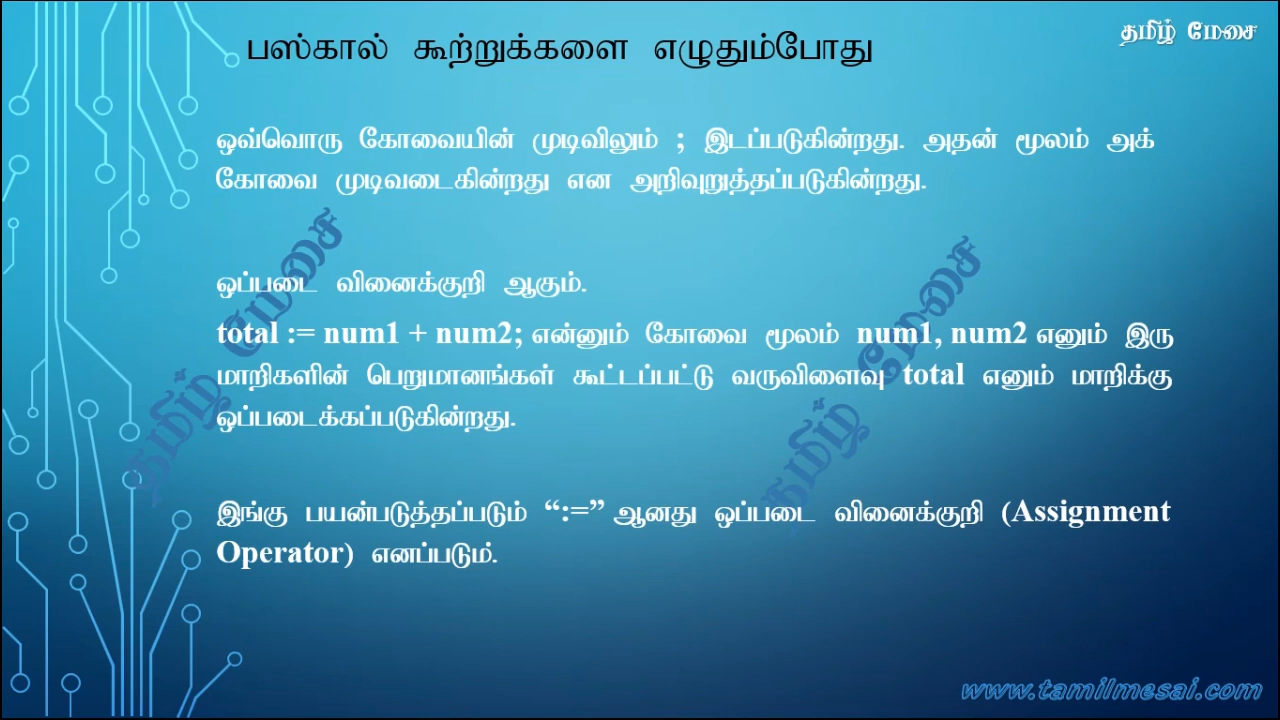 தமிழ் மேசை
பஸ்கால் கூற்றுக்களை எழுதும்போது
ஒவ்வொரு கோவையின் முடிவிலும் ; இடப்படுகின்றது. அதன் மூலம் அக்
கோவை முடிவடைகின்றது என அறிவுறுத்தப்படுகின்றது.
ஒப்படை வினைக்குறி ஆகும்.
total := num1 + num2; என்னும் கோவை மூலம் num1, num2 எனும் இரு
மாறிகளின் பெறுமானங்கள் கூட்டப்பட்டு வருவிளைவு total எனும் மாறிக்கு
ஒப்படைக்கப்படுகின்றது.
இங்கு பயன்படுத்தப்படும் “:=” ஆனது ஒப்படை வினைக்குறி (Assignment
Operator) எனப்படும்.
தமிழ் மேசை
தமிழ் மேசை
www.tamilmesai.com